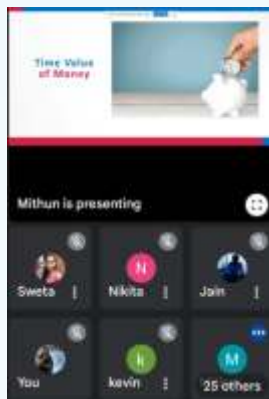 Time Value
of Money
Mithun is presenting
Sweta
N
Nikita
Jain
You
k
kevin
M
25 others